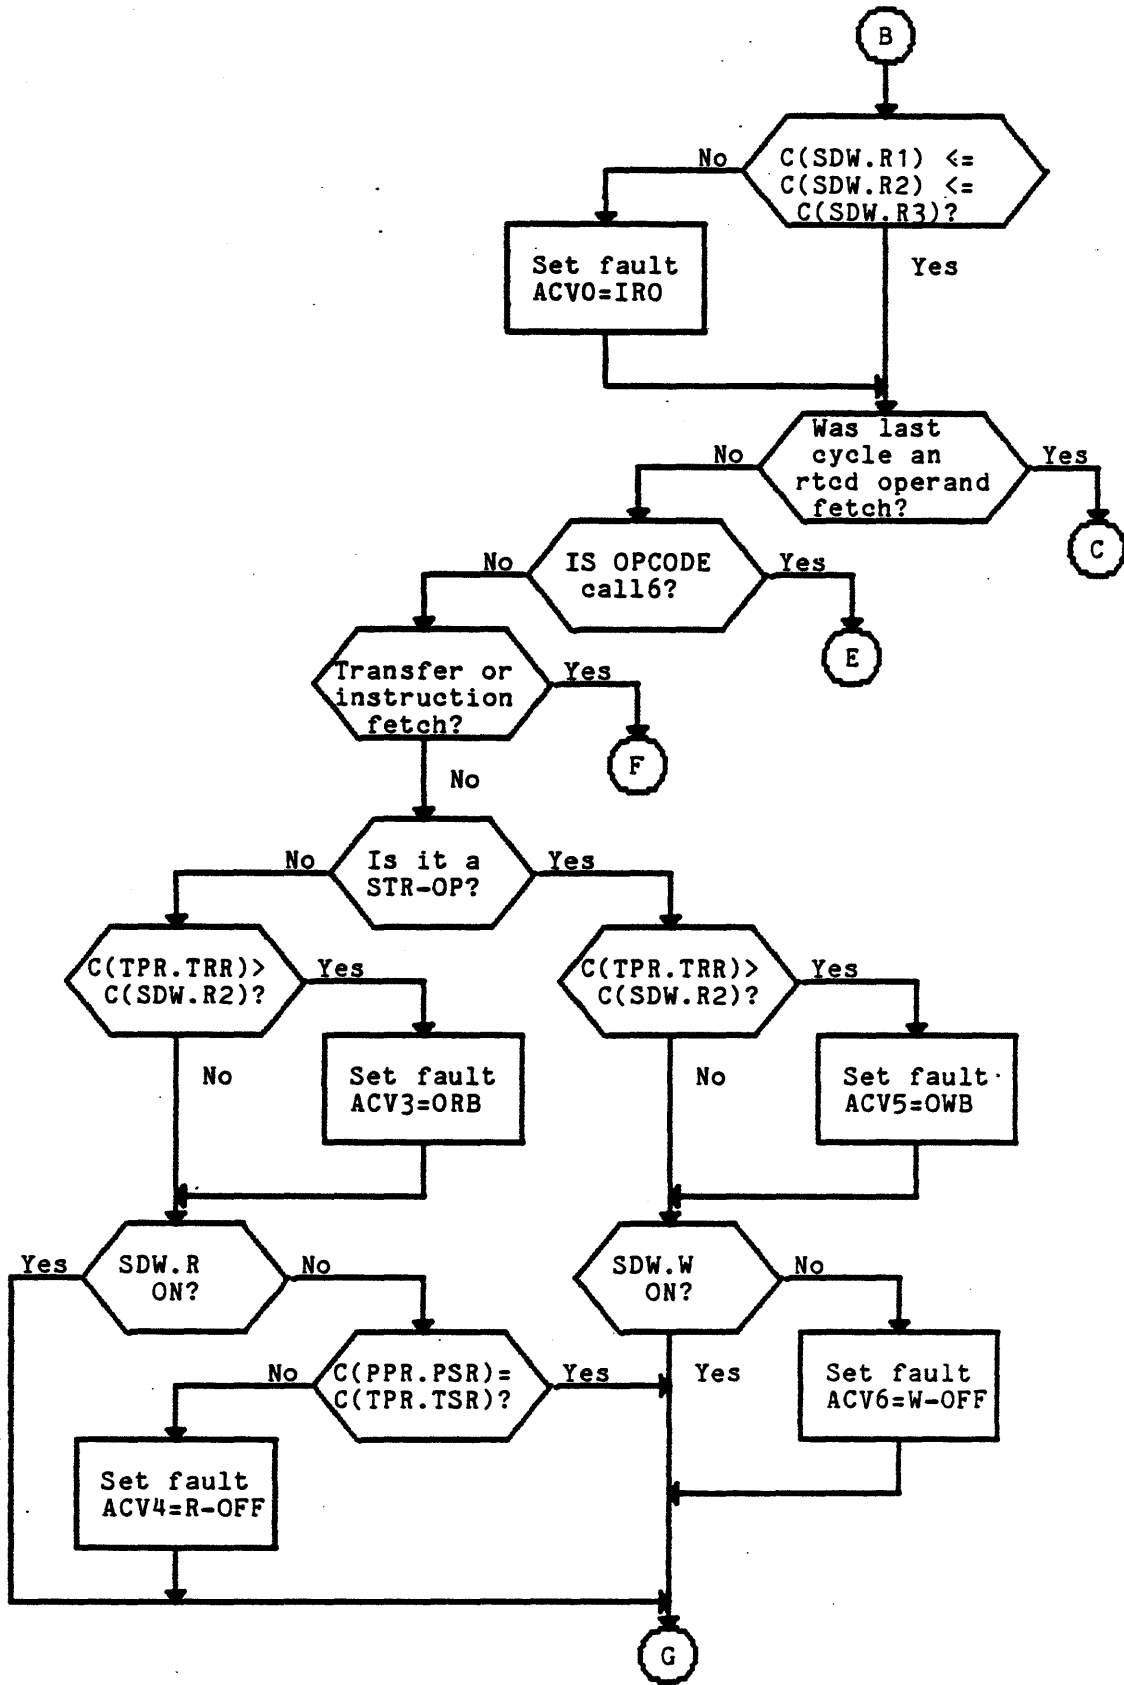 B
No
C(SDW.R1) <=
C(SDW.R2) <=
C(SDW.R3)?
Set fault
ACV0=IRO
Yes
Was last
cycle an
rtcd operand
fetch?
No
Yes
C
No
IS OPCODE
call6?
Yes
E
Transfer or
instruction
fetch?
Yes
F
No
No
Is it a
STR-OP?
Yes
C(TPR.TRR)>
C(SDW.R2)?
Yes
C(TPR.TRR)>
C(SDW.R2)?
Yes
No
Set fault
ACV3=ORB
No
Set fault
ACV5=OWB
Yes
SDW.R
ON?
No
SDW.W
ON?
No
No
C(PPR.PSR)=
C(TPR.TSR)?
Yes
Yes
Set fault
ACV6=W-OFF
Set fault
ACV4=R-OFF
G